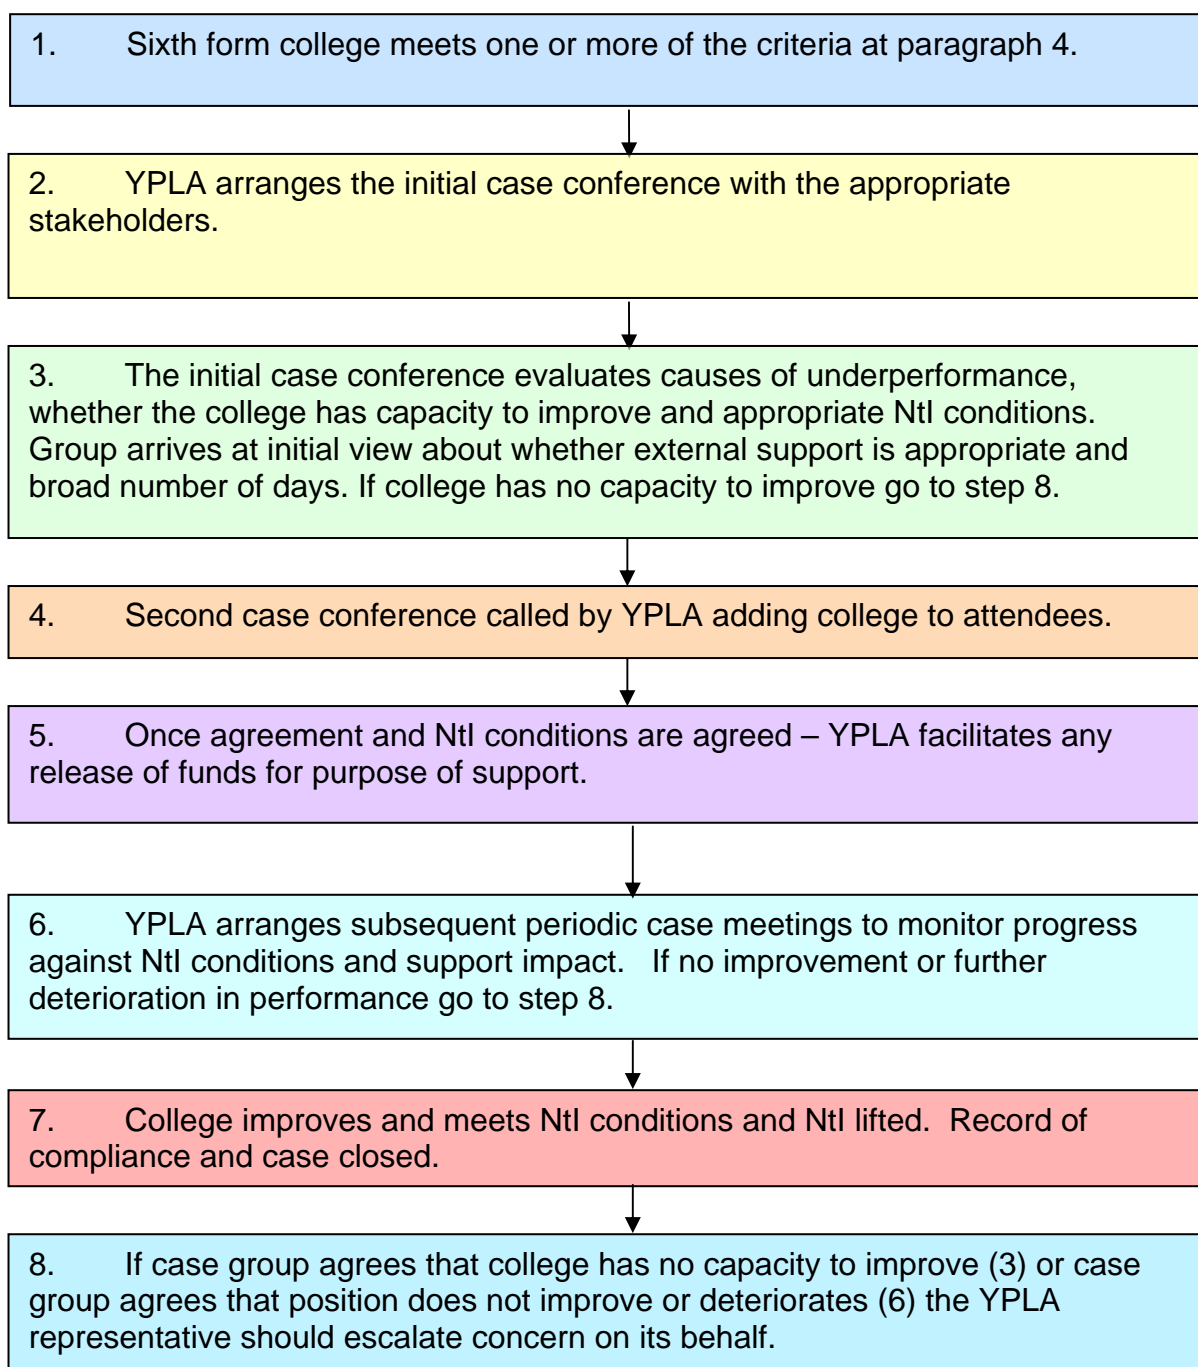 1. Sixth form college meets one or more of the criteria at paragraph 4.
2. YPLA arranges the initial case conference with the appropriate
stakeholders.
3. The initial case conference evaluates causes of underperformance,
whether the college has capacity to improve and appropriate NtI conditions.
Group arrives at initial view about whether external support is appropriate and
broad number of days. If college has no capacity to improve go to step 8.
4. Second case conference called by YPLA adding college to attendees.
5. Once agreement and NtI conditions are agreed – YPLA facilitates any
release of funds for purpose of support.
6. YPLA arranges subsequent periodic case meetings to monitor progress
against NtI conditions and support impact. If no improvement or further
deterioration in performance go to step 8.
7. College improves and meets NtI conditions and NtI lifted. Record of
compliance and case closed.
8. If case group agrees that college has no capacity to improve (3) or case
group agrees that position does not improve or deteriorates (6) the YPLA
representative should escalate concern on its behalf.